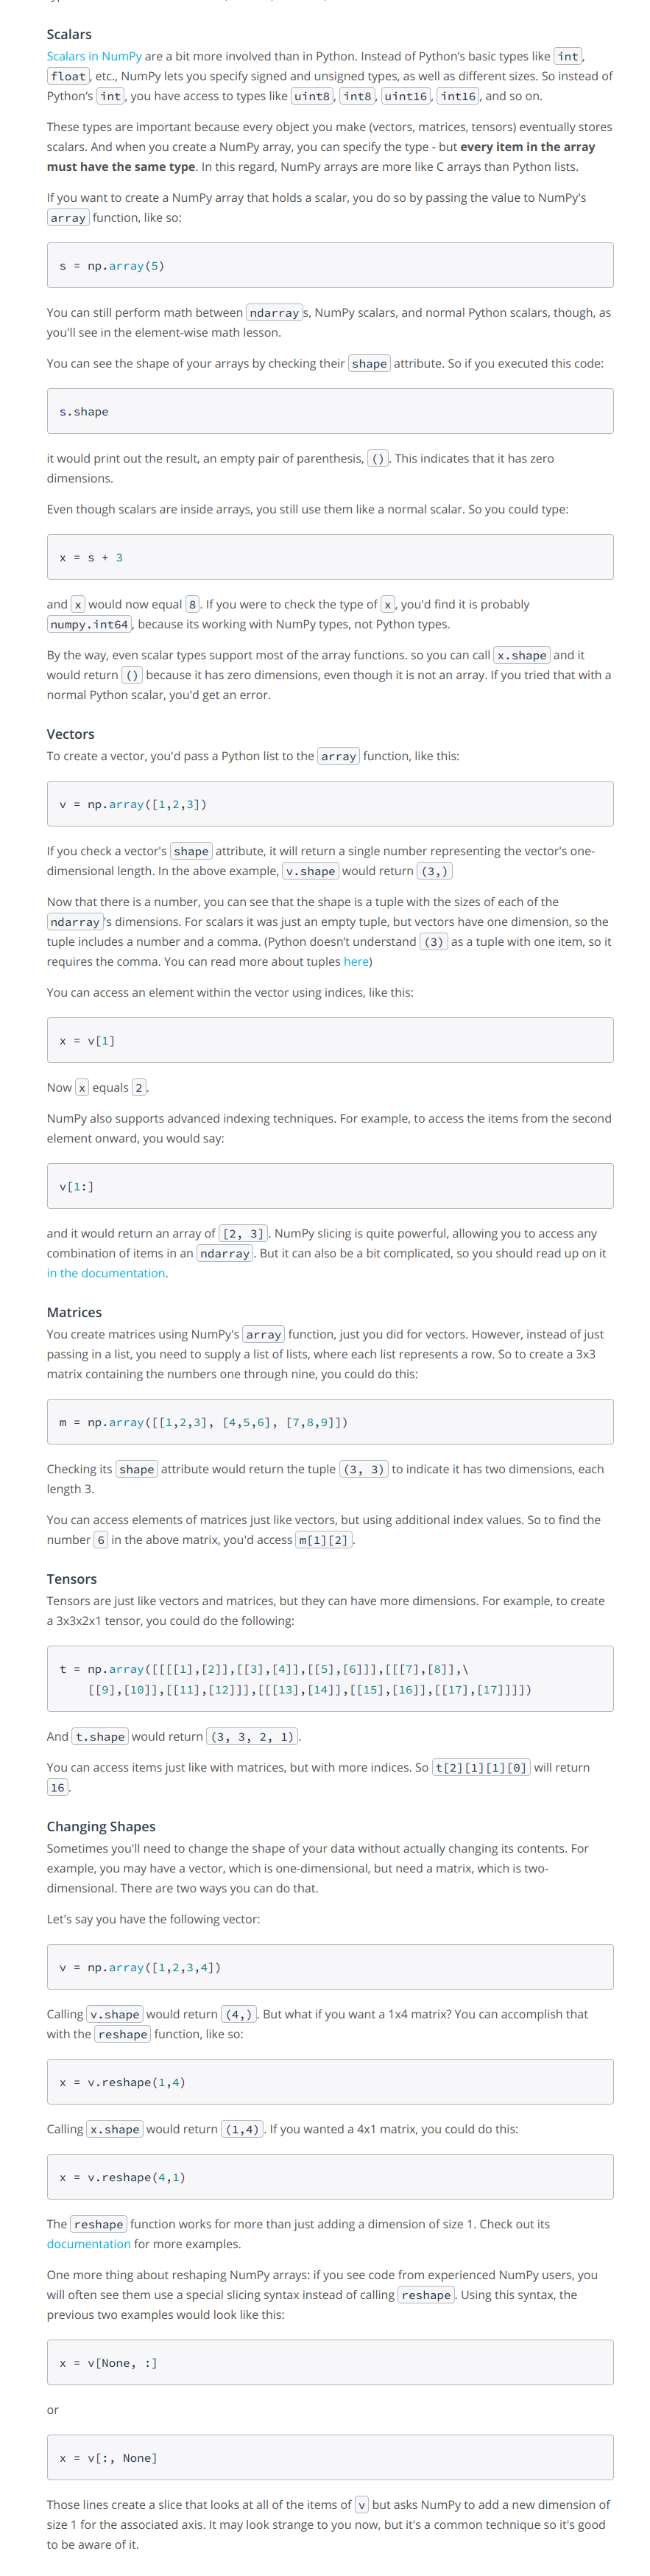 Scalars
Scalars in NumPy are a bit more involved than in Python. Instead of Python's basic types like int,
float, etc., NumPy lets you specify signed and unsigned types, as well as different sizes. So instead of
Python's int, you have access to types like uint8, int8, uint16, int16, and so on.
These types are important because every object you make (vectors, matrices, tensors) eventually stores
scalars. And when you create a NumPy array, you can specify the type - but every item in the array
must have the same type. In this regard, NumPy arrays are more like C arrays than Python lists.
If you want to create a NumPy array that holds a scalar, you do so by passing the value to NumPy's
array function, like so:
s = np.array(5)
You can still perform math between ndarrays, NumPy scalars, and normal Python scalars, though, as
you'll see in the element-wise math lesson.
You can see the shape of your arrays by checking their shape attribute. So if you executed this code:
s.shape
it would print out the result, an empty pair of parenthesis, (). This indicates that it has zero
dimensions.
Even though scalars are inside arrays, you still use them like a normal scalar. So you could type:
x = s + 3
and x would now equal 8. If you were to check the type of x, you'd find it is probably
numpy.int64, because its working with NumPy types, not Python types.
By the way, even scalar types support most of the array functions. so you can call x.shape and it
would return () because it has zero dimensions, even though it is not an array. If you tried that with a
normal Python scalar, you'd get an error.
Vectors
To create a vector, you'd pass a Python list to the array function, like this:
v = np.array([1,2,3])
If you check a vector's shape attribute, it will return a single number representing the vector's one-
dimensional length. In the above example, v.shape would return (3,)
Now that there is a number, you can see that the shape is a tuple with the sizes of each of the
ndarray's dimensions. For scalars it was just an empty tuple, but vectors have one dimension, so the
tuple includes a number and a comma. (Python doesn't understand (3) as a tuple with one item, so it
requires the comma. You can read more about tuples here)
You can access an element within the vector using indices, like this:
x = v[1]
Now x equals 2.
NumPy also supports advanced indexing techniques. For example, to access the items from the second
element onward, you would say:
v[1:]
and it would return an array of [2, 3]. NumPy slicing is quite powerful, allowing you to access any
combination of items in an ndarray. But it can also be a bit complicated, so you should read up on it
in the documentation.
Matrices
You create matrices using NumPy's array function, just you did for vectors. However, instead of just
passing in a list, you need to supply a list of lists, where each list represents a row. So to create a 3x3
matrix containing the numbers one through nine, you could do this:
m = np.array([[1,2,3], [4,5,6], [7,8,9]])
Checking its shape attribute would return the tuple (3, 3) to indicate it has two dimensions, each
length 3.
You can access elements of matrices just like vectors, but using additional index values. So to find the
number 6 in the above matrix, you'd access m[1][2].
Tensors
Tensors are just like vectors and matrices, but they can have more dimensions. For example, to create
a 3x3x2x1 tensor, you could do the following:
t = np.array([[[[1],[2]],[[3],[4]],[[5],[6]]],[[[7],[8]],\
[[9],[10]],[[11],[12]]],[[[13],[14]],[[15],[16]],[[17],[17]]]])
And t.shape would return (3, 3, 2, 1).
You can access items just like with matrices, but with more indices. So t[2][1][1][0] will return
16.
Changing Shapes
Sometimes you'll need to change the shape of your data without actually changing its contents. For
example, you may have a vector, which is one-dimensional, but need a matrix, which is two-
dimensional. There are two ways you can do that.
Let's say you have the following vector:
v = np.array([1,2,3,4])
Calling v.shape would return (4,). But what if you want a 1x4 matrix? You can accomplish that
with the reshape function, like so:
x = v.reshape(1,4)
Calling x.shape would return (1,4). If you wanted a 4x1 matrix, you could do this:
x = v.reshape(4,1)
The reshape function works for more than just adding a dimension of size 1. Check out its
documentation for more examples.
One more thing about reshaping NumPy arrays: if you see code from experienced NumPy users, you
will often see them use a special slicing syntax instead of calling reshape. Using this syntax, the
previous two examples would look like this:
x = v[None, :]
or
x = v[:, None]
Those lines create a slice that looks at all of the items of v but asks NumPy to add a new dimension of
size 1 for the associated axis. It may look strange to you now, but it's a common technique so it's good
to be aware of it.